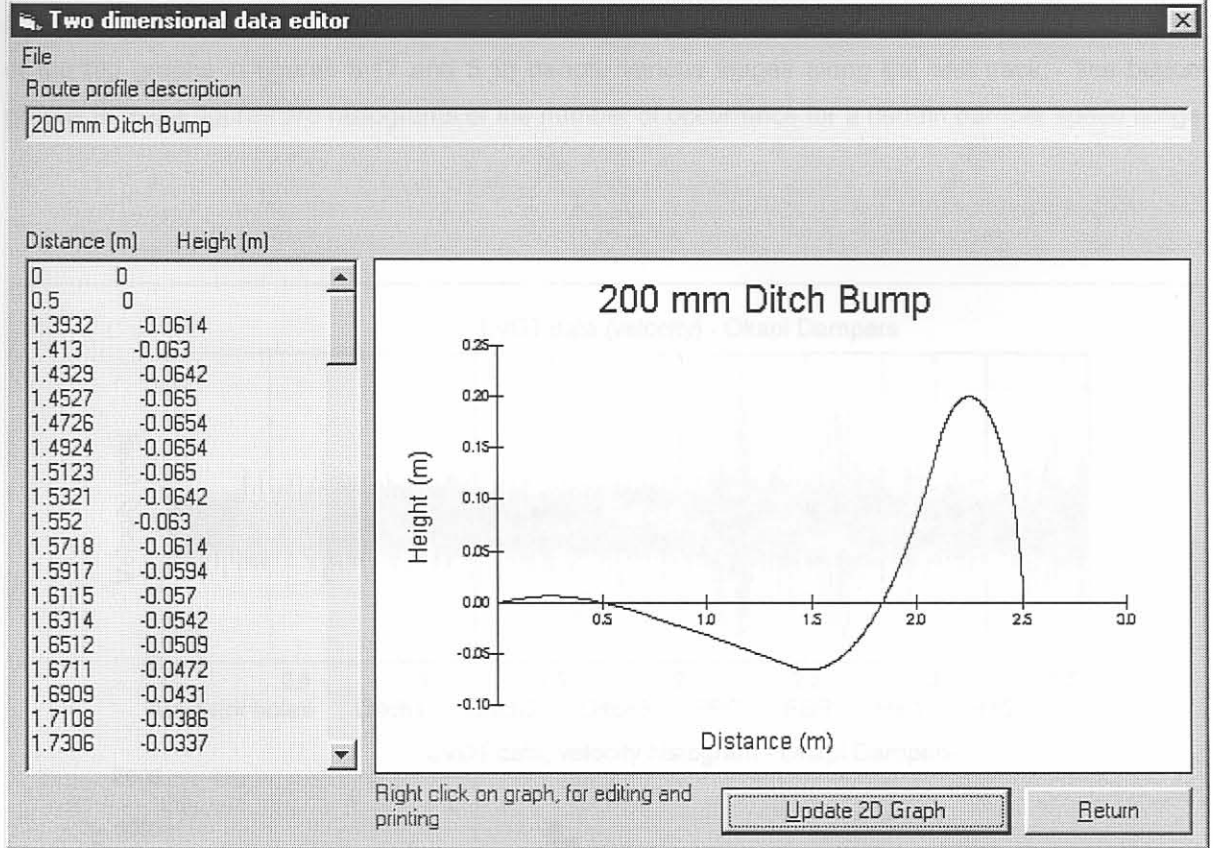 Two dimensional data editor
File
Route profile description
200 mm Ditch Bump
Distance (m) Height (m)
0 0
0.5 0
1.3932 -0.0614
1.413 -0.063
1.4329 -0.0642
1.4527 -0.065
1.4726 -0.0654
1.4924 -0.0654
1.5123 -0.065
1.5321 -0.0642
1.552 -0.063
1.5718 -0.0614
1.5917 -0.0594
1.6115 -0.057
1.6314 -0.0542
1.6512 -0.0509
1.6711 -0.0472
1.6909 -0.0431
1.7108 -0.0386
1.7306 -0.0337
200 mm Ditch Bump
Height (m)
0.25
0.20
0.15
0.10
0.05
0.00
-0.05
-0.10
0.5 1.0 1.5 2.0 2.5 3.0
Distance (m)
Right click on graph, for editing and
printing
Update 2D Graph
Return